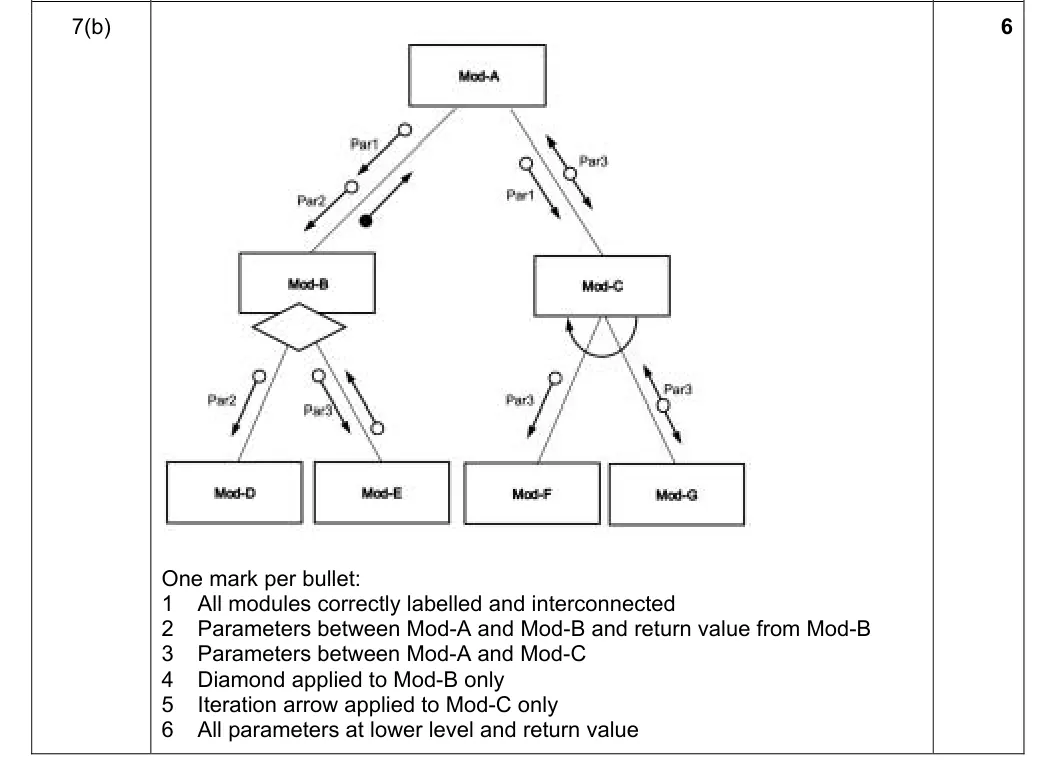 7(b)
6
Mod-A
Par1
Par3
Par2
Par1
Mod-B
Mod-C
Par2
Par3
Par3
Par3
Mod-D
Mod-E
Mod-F
Mod-G
One mark per bullet:
1 All modules correctly labelled and interconnected
2 Parameters between Mod-A and Mod-B and return value from Mod-B
3 Parameters between Mod-A and Mod-C
4 Diamond applied to Mod-B only
5 Iteration arrow applied to Mod-C only
6 All parameters at lower level and return value